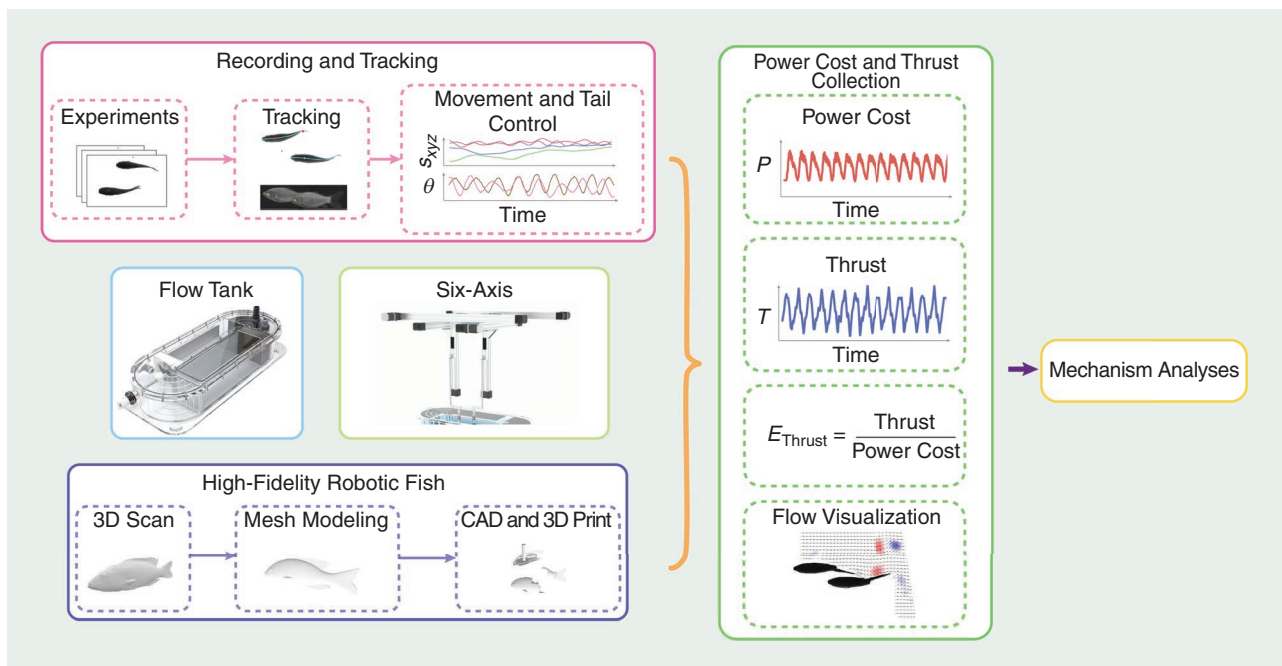 Recording and Tracking
Experiments
Tracking
Movement and Tail
Control
s_xyz
θ
Time
Flow Tank
Six-Axis
High-Fidelity Robotic Fish
3D Scan
Mesh Modeling
CAD and 3D Print
Power Cost and Thrust
Collection
Power Cost
P
Time
Thrust
T
Time
E_Thrust = Thrust / Power Cost
Flow Visualization
Mechanism Analyses